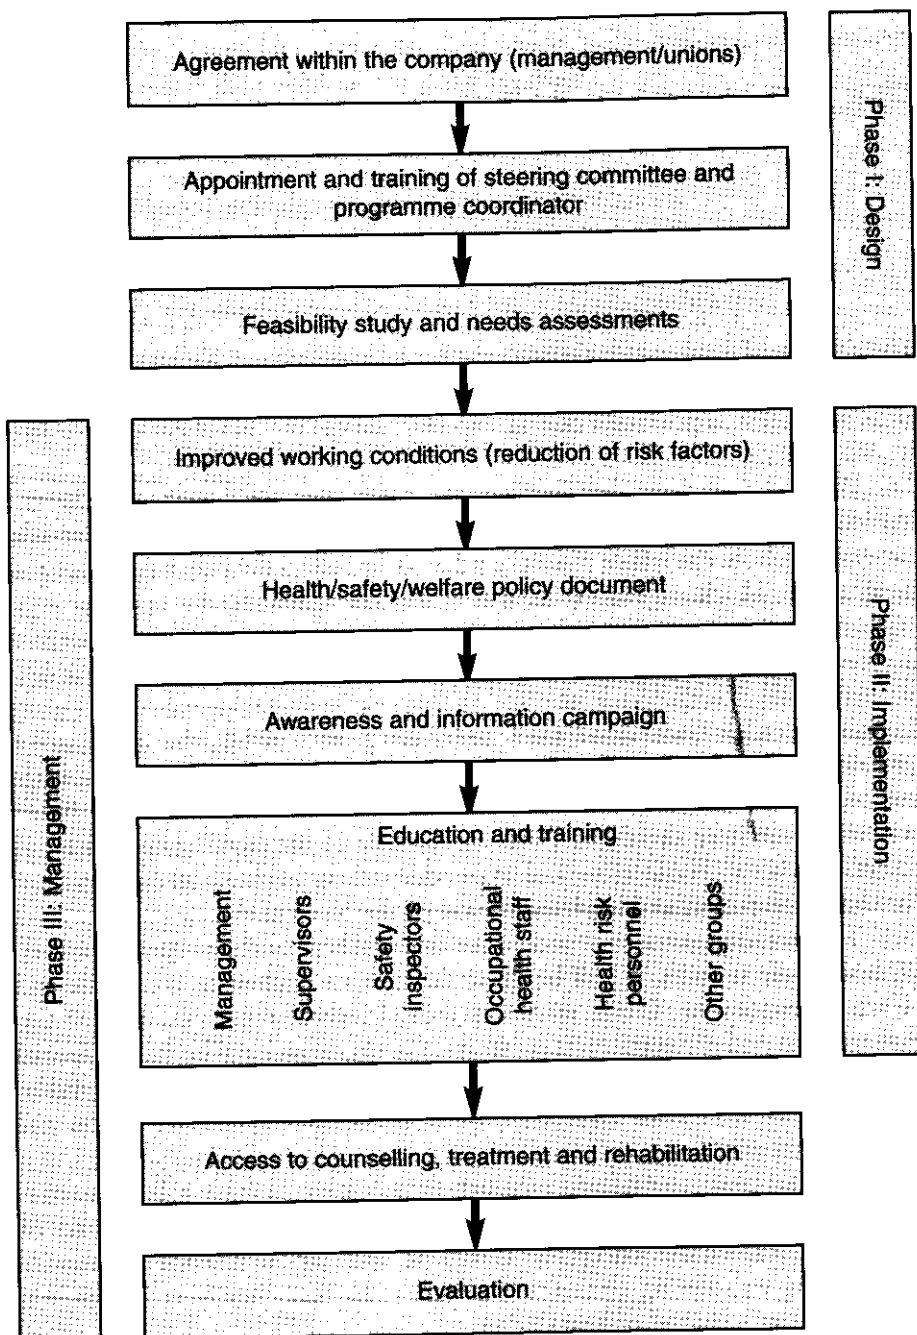 Agreement within the company (management/unions)
Appointment and training of steering committee and
programme coordinator
Feasibility study and needs assessments
Phase I: Design
Improved working conditions (reduction of risk factors)
Health/safety/welfare policy document
Awareness and information campaign
Education and training
Management
Supervisors
Safety
inspectors
Occupational
health staff
Health risk
personnel
Other groups
Phase II: Implementation
Access to counselling, treatment and rehabilitation
Evaluation
Phase III: Management